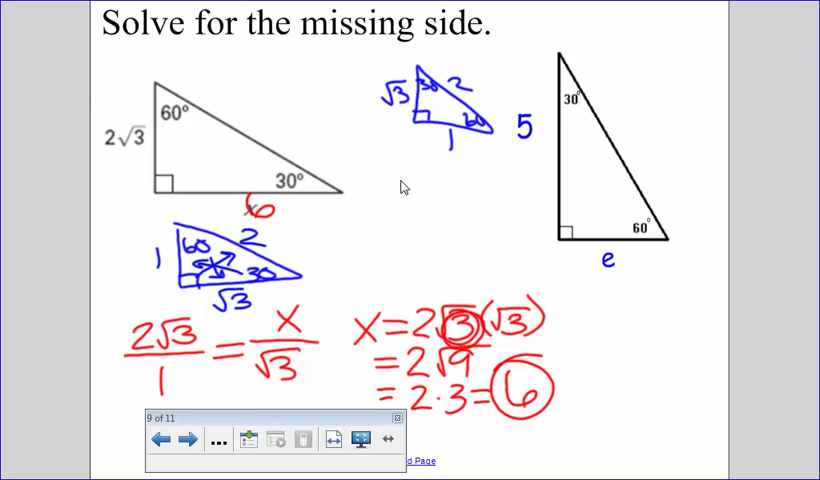 Solve for the missing side.
60°
2√3
30°
6
√3
30
2
60
1
5
30°
60°
e
1
60
2
30
√3
2√3/1 = x/√3
x = 2√3(√3)
= 2√9
= 2·3 = 6
9 of 11
...
d Page